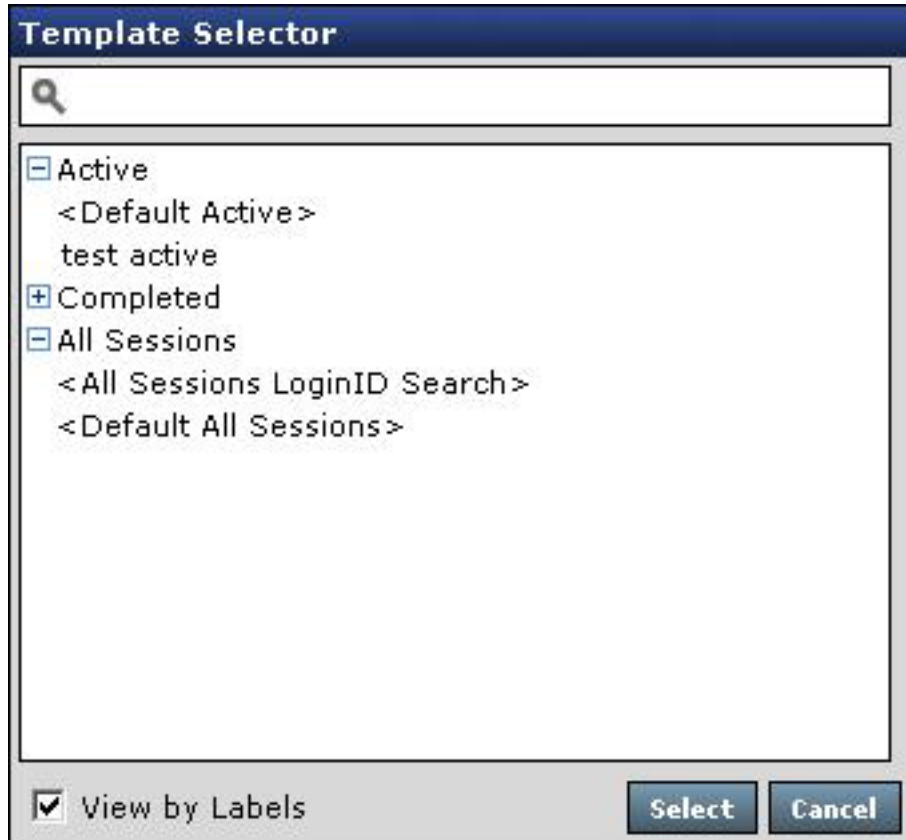 Template Selector
Active
<Default Active>
test active
Completed
All Sessions
<All Sessions LoginID Search>
<Default All Sessions>
View by Labels
Select
Cancel